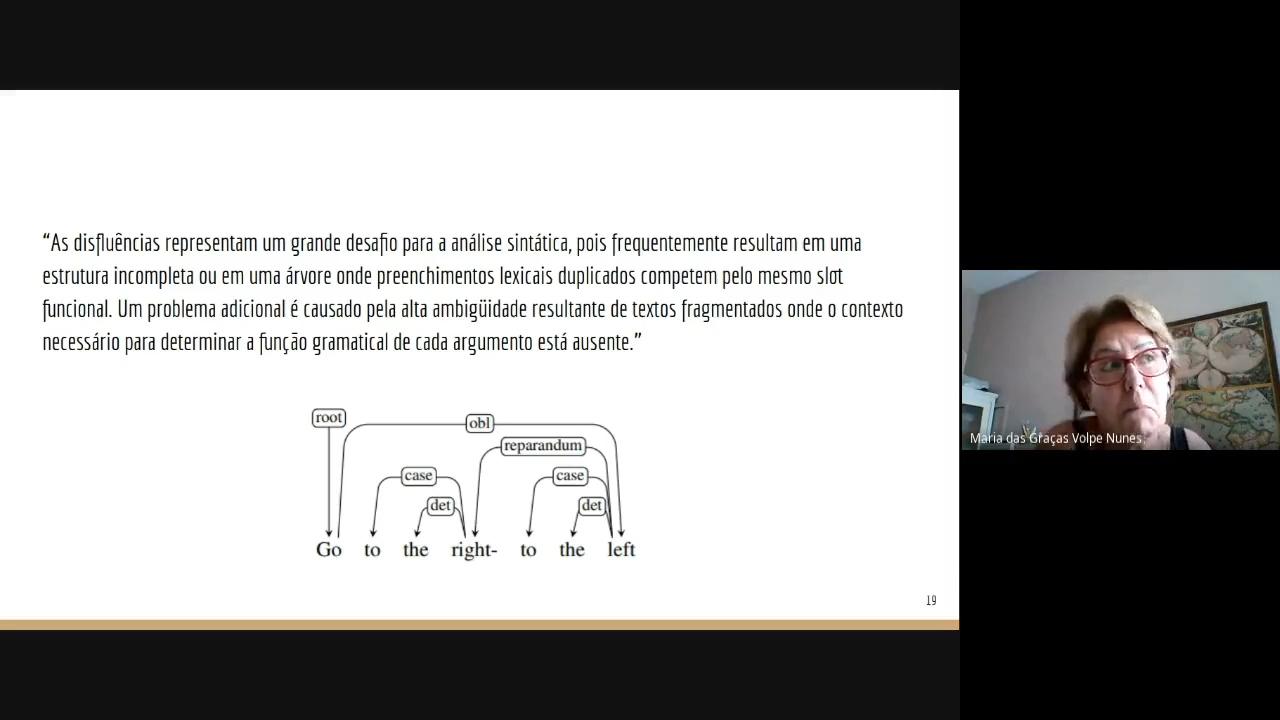 “As disfluências representam um grande desafio para a análise sintática, pois frequentemente resultam em uma
estrutura incompleta ou em uma árvore onde preenchimentos lexicais duplicados competem pelo mesmo slot
funcional. Um problema adicional é causado pela alta ambigüidade resultante de textos fragmentados onde o contexto
necessário para determinar a função gramatical de cada argumento está ausente.”
root
obl
reparandum
case
case
det
det
Go to the right- to the left
19
Maria das Graças Volpe Nunes